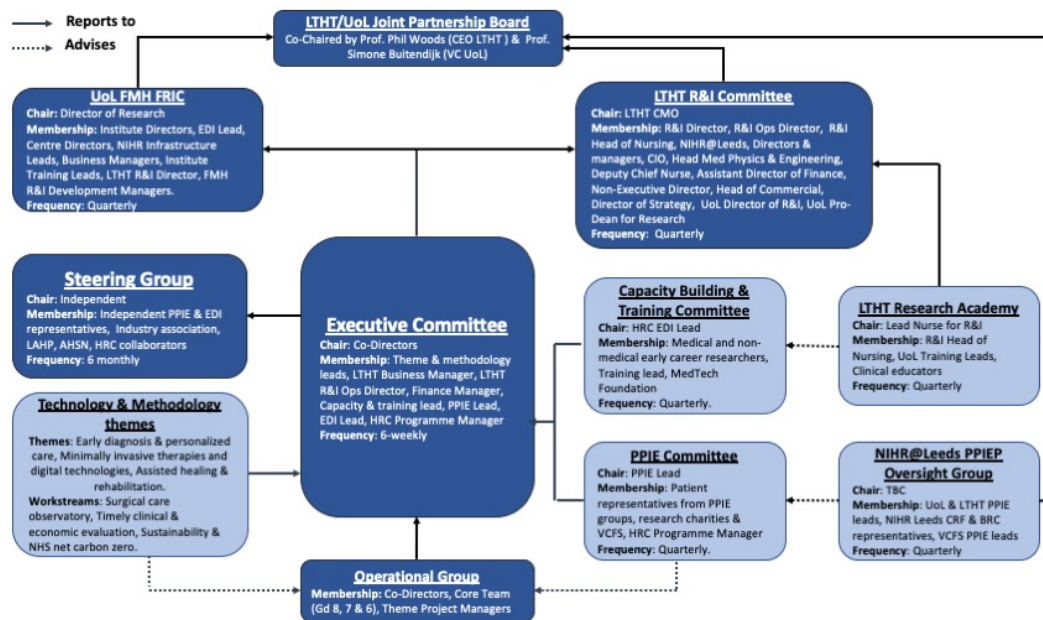 Reports to
Advises
LTHT/UoL Joint Partnership Board
Co-Chaired by Prof. Phil Woods (CEO LTHT ) & Prof.
Simone Buitendijk (VC UoL)
UoL FMH FRIC
Chair: Director of Research
Membership: Institute Directors, EDI Lead,
Centre Directors, NIHR Infrastructure
Leads, Business Managers, Institute
Training Leads, LTHT R&I Director, FMH
R&I Development Managers.
Frequency: Quarterly
LTHT R&I Committee
Chair: LTHT CMO
Membership: R&I Director, R&I Ops Director, R&I
Head of Nursing, NIHR@Leeds, Directors &
managers, CIO, Head Med Physics & Engineering,
Deputy Chief Nurse, Assistant Director of Finance,
Non-Executive Director, Head of Commercial,
Director of Strategy, UoL Director of R&I, UoL Pro-
Dean for Research
Frequency: Quarterly
Steering Group
Chair: Independent
Membership: Independent PPIE & EDI
representatives, Industry association,
LAHP, AHSN, HRC collaborators
Frequency: 6 monthly
Executive Committee
Chair: Co-Directors
Membership: Theme & methodology
leads, LTHT Business Manager, LTHT
R&I Ops Director, Finance Manager,
Capacity & training lead, PPIE Lead,
EDI Lead, HRC Programme Manager
Frequency: 6-weekly
Capacity Building &
Training Committee
Chair: HRC EDI Lead
Membership: Medical and non-
medical early career researchers,
Training lead, MedTech
Foundation
Frequency: Quarterly.
LTHT Research Academy
Chair: Lead Nurse for R&I
Membership: R&I Head of
Nursing, UoL Training Leads,
Clinical educators
Frequency: Quarterly
Technology & Methodology
themes
Themes: Early diagnosis & personalized
care, Minimally invasive therapies and
digital technologies, Assisted healing &
rehabilitation.
Workstreams: Surgical care
observatory, Timely clinical &
economic evaluation, Sustainability &
NHS net carbon zero.
PPIE Committee
Chair: PPIE Lead
Membership: Patient
representatives from PPIE
groups, research charities &
VCFS, HRC Programme Manager
Frequency: Quarterly.
NIHR@Leeds PPIEP
Oversight Group
Chair: TBC
Membership: UoL & LTHT PPIE
leads, NIHR Leeds CRF & BRC
representatives, VCFS PPIE leads
Frequency: Quarterly
Operational Group
Membership: Co-Directors, Core Team
(Gd 8, 7 & 6), Theme Project Managers